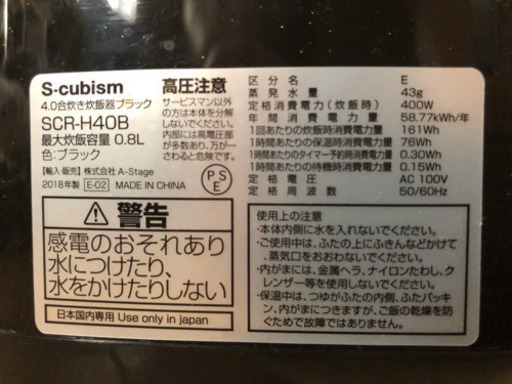 S-cubism
4.0合炊き炊飯器ブラック
SCR-H40B
最大炊飯容量 0.8L
色:ブラック
【輸入・販売】株式会社 A-Stage
2018年製 E-02 MADE IN CHINA
高圧注意
サービスマン以外
の方は本体を分解
しないでください。
内部には高電圧部
が多数あり、万が一
さわると危険です。
P S
E
警告
感電のおそれあり
水につけたり、
水をかけたりしない
日本国内専用 Use only in japan
区分名 E
蒸発水量 43g
定格消費電力(炊飯時) 400W
年間消費電力量 58.77kWh/年
1回あたりの炊飯時消費電力量 161Wh
1時間あたりの保温時消費電力量 76Wh
1時間あたりのタイマー予約時消費電力量 0.30Wh
1時間あたりの待機時消費電力量 0.15Wh
定格電圧 AC 100V
定格周波数 50/60Hz
使用上の注意
・本体内側に水を入れないでください。
・ご使用中は、ふたの上にふきんなどかけて、
蒸気口をおおわないでください。
・内がまには、金属ヘラ、ナイロンたわし、ク
レンザー等を使用しないでください。
・保温中は、つゆがふたの内側、ふたパッキ
ン、内がまに付きますが、ご飯の乾燥を防
ぐためで故障ではありません。